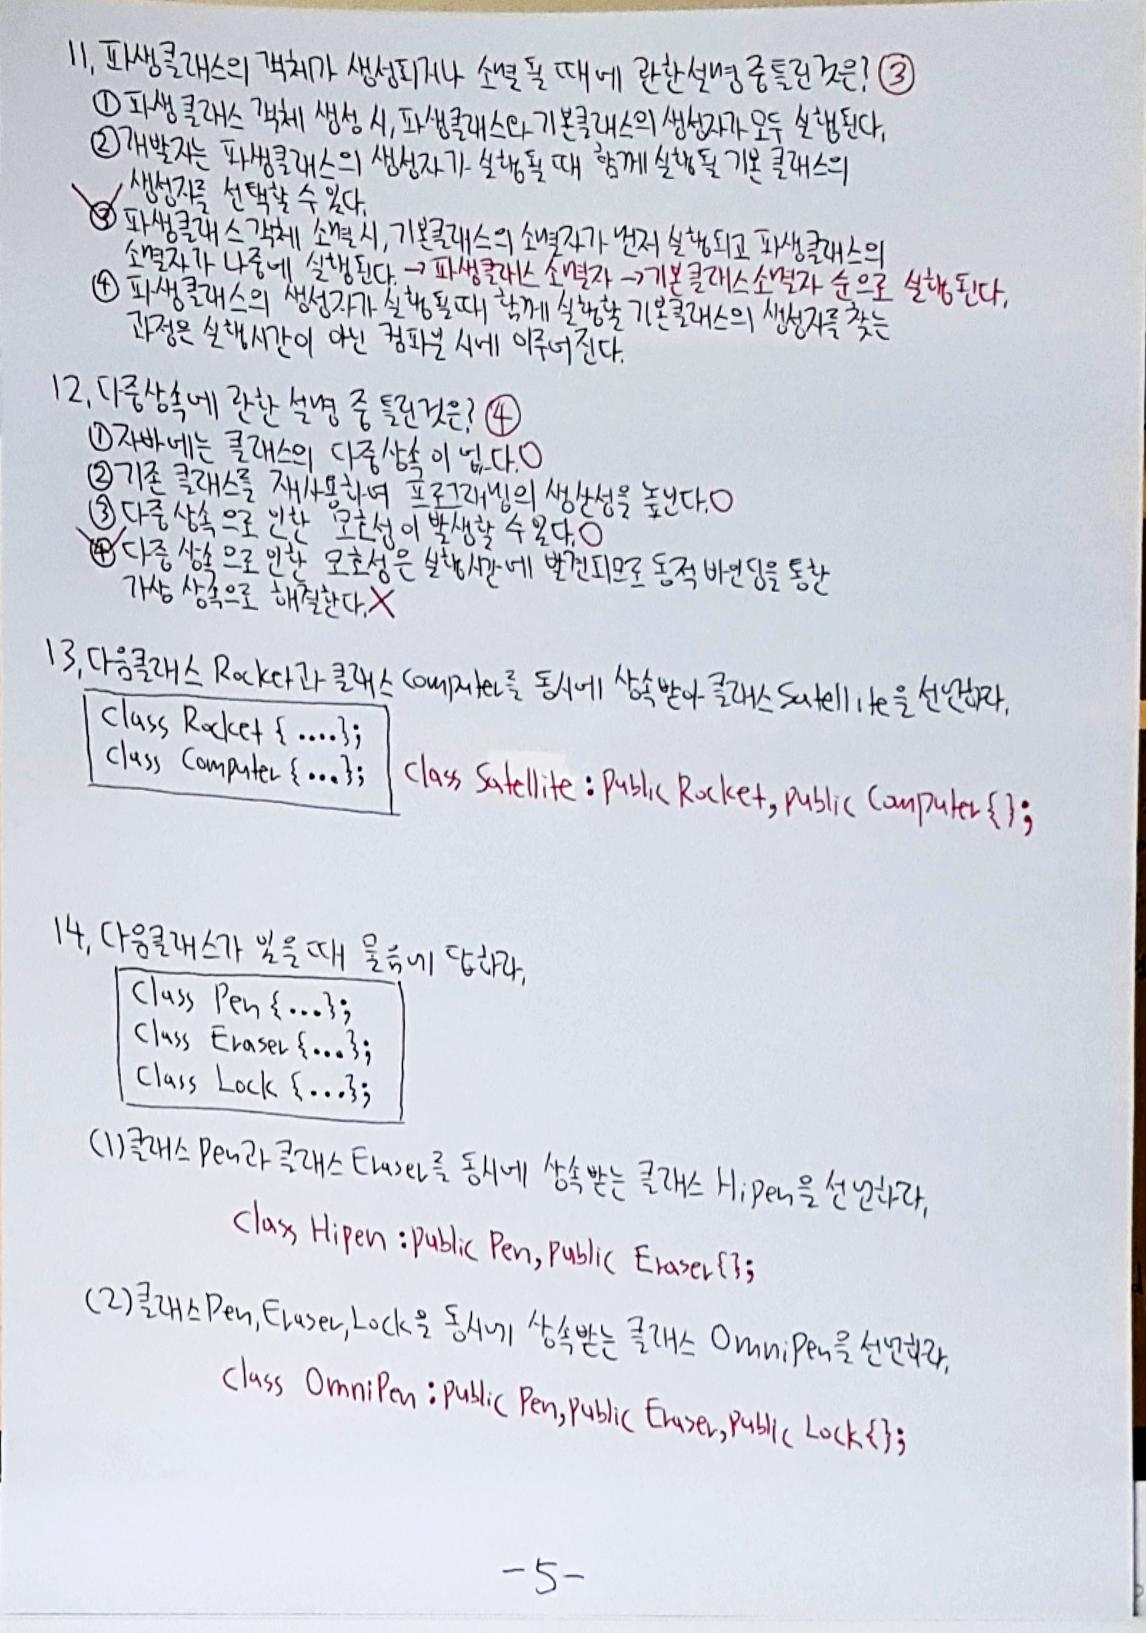 11, 파생클래스의 객체가 생성되거나 소멸될 때에 관한설명 중틀린것은? ③
① 파생클래스 객체 생성 시, 파생클래스와 기본클래스의 생성자가 모두 실행된다.
② 개발자는 파생클래스의 생성자가 실행될 때 함께 실행될 기본 클래스의
생성자를 선택할 수 있다.
③ 파생클래스 객체 소멸시, 기본클래스의 소멸자가 먼저 실행되고 파생클래스의
소멸자가 나중에 실행된다. → 파생클래스 소멸자 → 기본클래스소멸자 순으로 실행된다.
④ 파생클래스의 생성자가 실행될때 함께 실행할 기본클래스의 생성자를 찾는
과정은 실행시간이 아닌 컴파일 시에 이루어진다.
12, 다중상속에 관한 설명 중 틀린것은? ④
① 자바에는 클래스의 다중상속이 없다. O
② 기존 클래스를 재사용하며 프로그래밍의 생산성을 높인다. O
③ 다중 상속으로 인한 모호성이 발생할 수 있다. O
④ 다중 상속으로 인한 모호성은 실행시간에 발견되므로 동적 바인딩을 통한
가상 상속으로 해결한다. X
13, 다음클래스 Rocket과 클래스 Computer를 동시에 상속받아 클래스 Satellite을 선언하라,
class Rocket { ....};
class Computer {...};
class Satellite : public Rocket, public Computer{};
14, 다음클래스가 있을 때 물음에 답하라,
class Pen {...};
class Eraser {...};
class Lock {...};
(1) 클래스 Pen과 클래스 Eraser를 동시에 상속받는 클래스 Hipen을 선언하라,
class Hipen : public Pen, public Eraser{};
(2) 클래스 Pen, Eraser, Lock을 동시에 상속받는 클래스 OmniPen을 선언하라,
class OmniPen : public Pen, public Eraser, public Lock{};
-5-